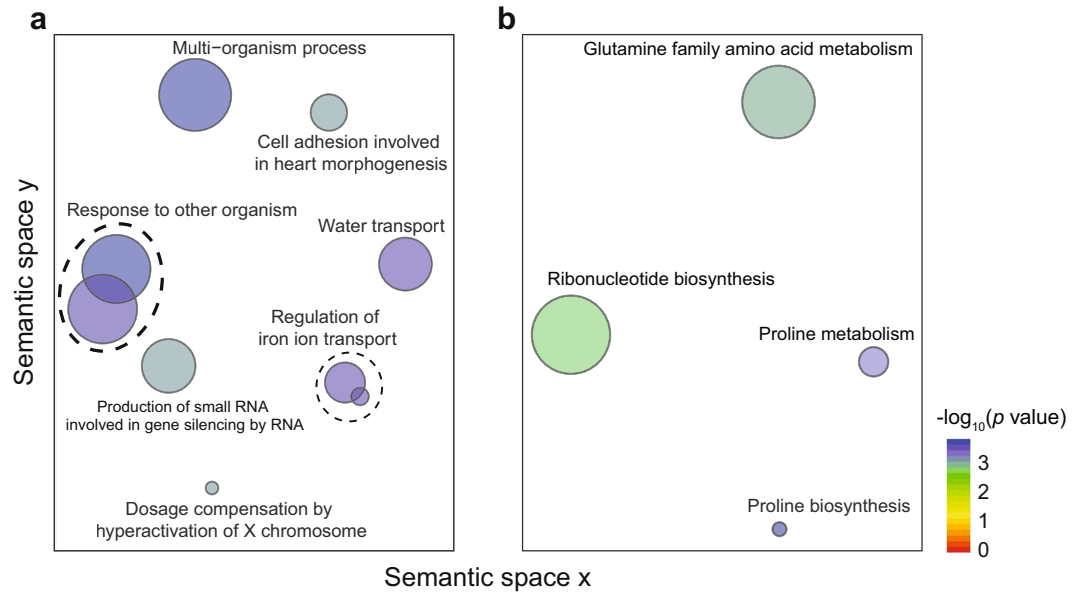 a
b
Multi−organism process
Cell adhesion involved
in heart morphogenesis
Response to other organism
Water transport
Regulation of
iron ion transport
Production of small RNA
involved in gene silencing by RNA
Dosage compensation by
hyperactivation of X chromosome
Semantic space y
Glutamine family amino acid metabolism
Ribonucleotide biosynthesis
Proline metabolism
Proline biosynthesis
-log10(p value)
3
2
1
0
Semantic space x